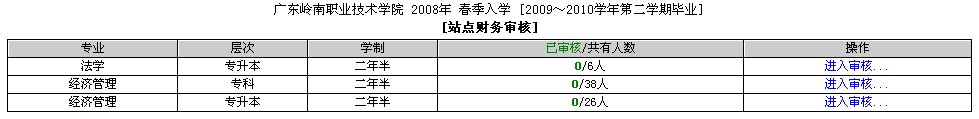 广东岭南职业技术学院 2008年 春季入学 [2009～2010学年第二学期毕业]
[站点财务审核]
专业 层次 学制 已审核/共有人数 操作
法学 专升本 二年半 0/6人 进入审核...
经济管理 专科 二年半 0/38人 进入审核...
经济管理 专升本 二年半 0/26人 进入审核...